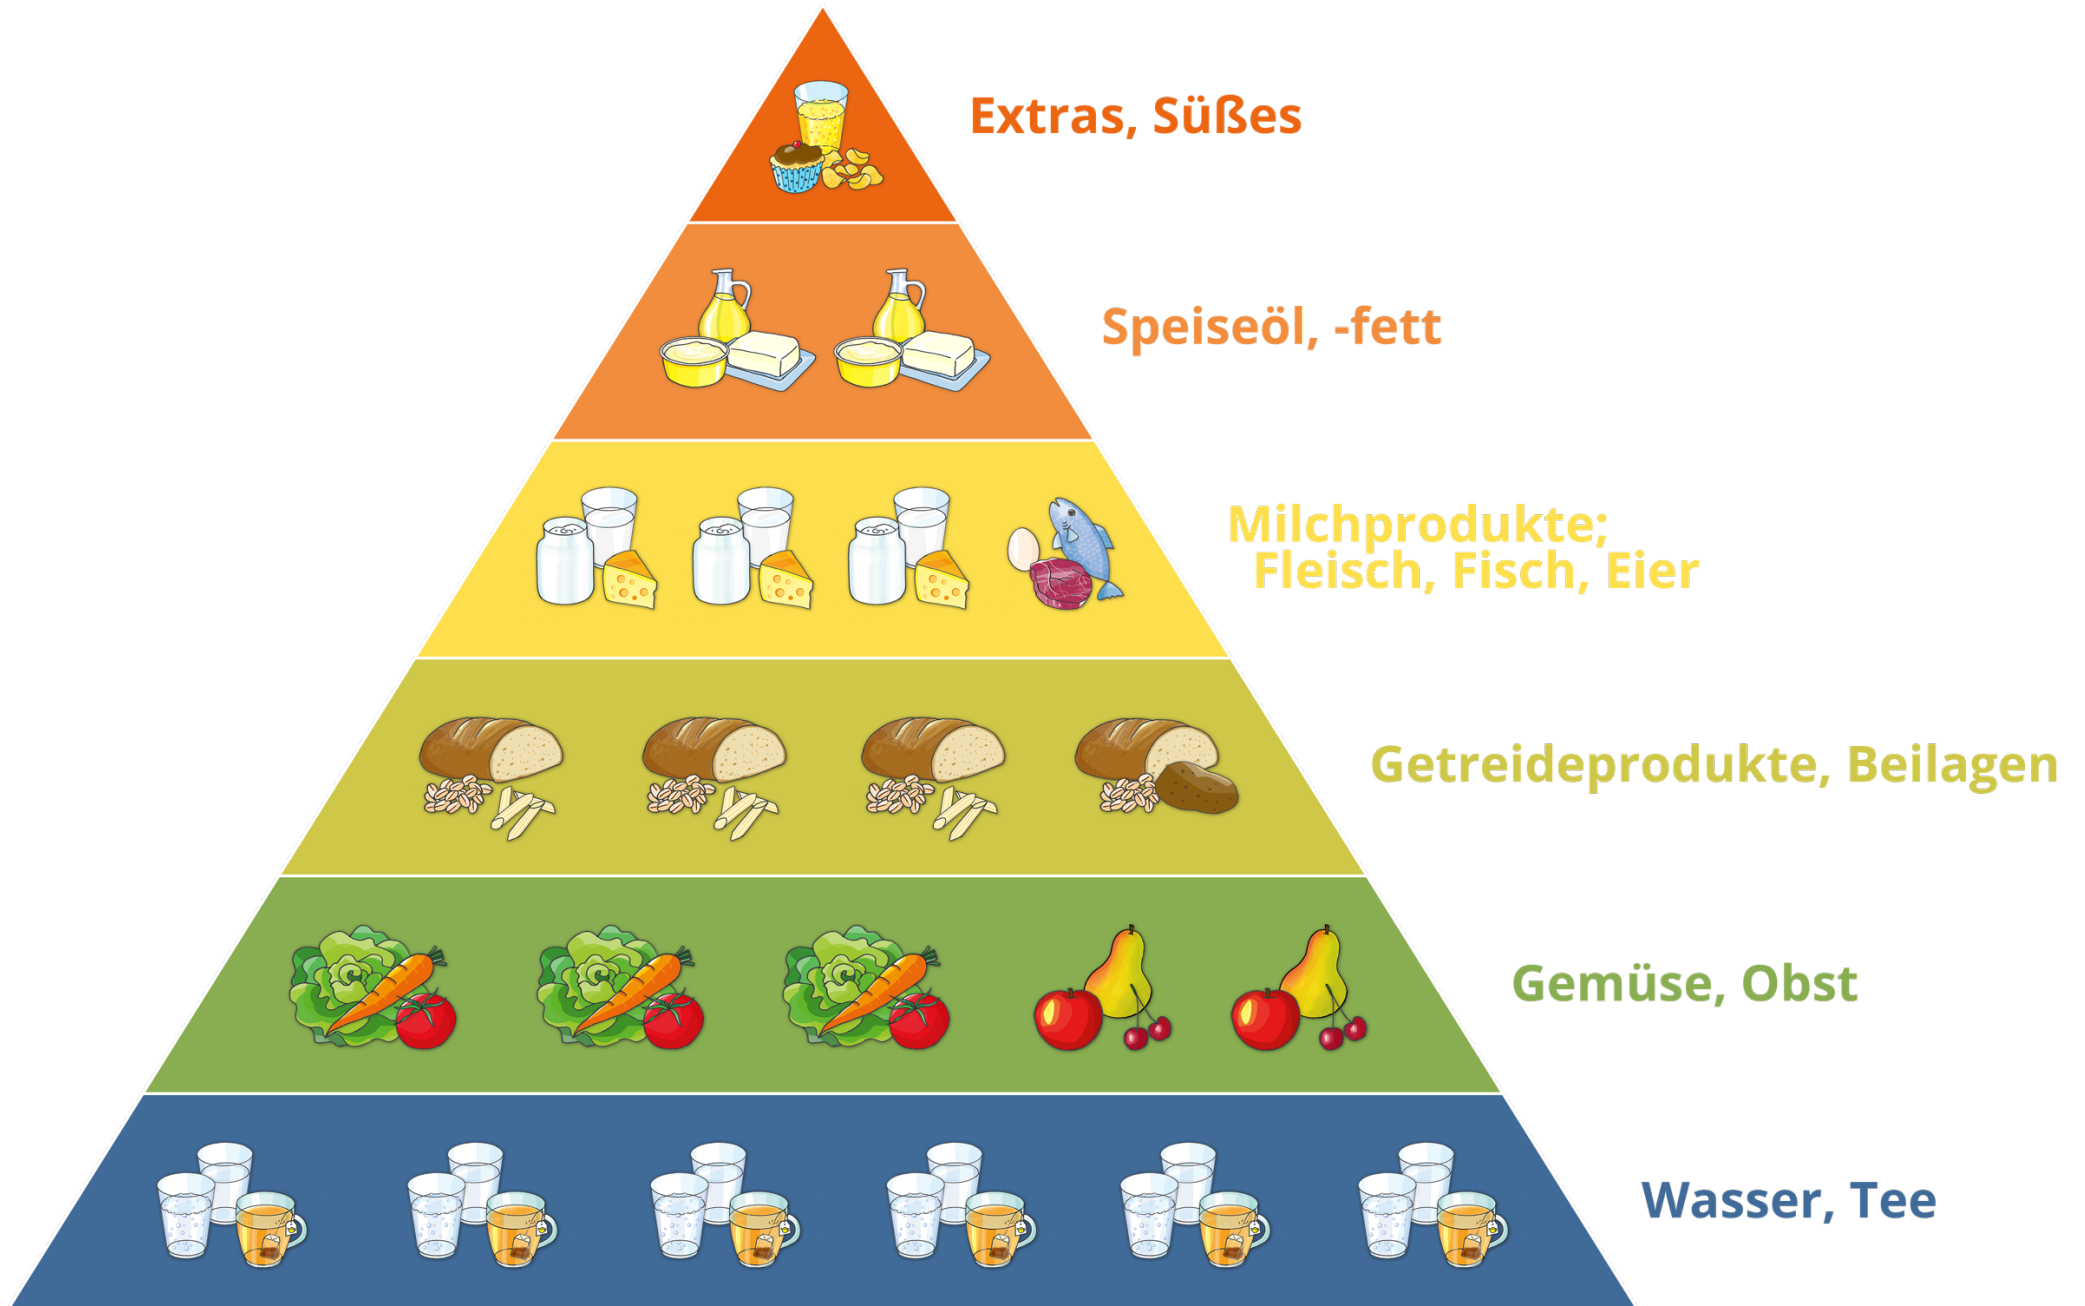 Extras, Süßes
Speiseöl, -fett
Milchprodukte;
Fleisch, Fisch, Eier
Getreideprodukte, Beilagen
Gemüse, Obst
Wasser, Tee